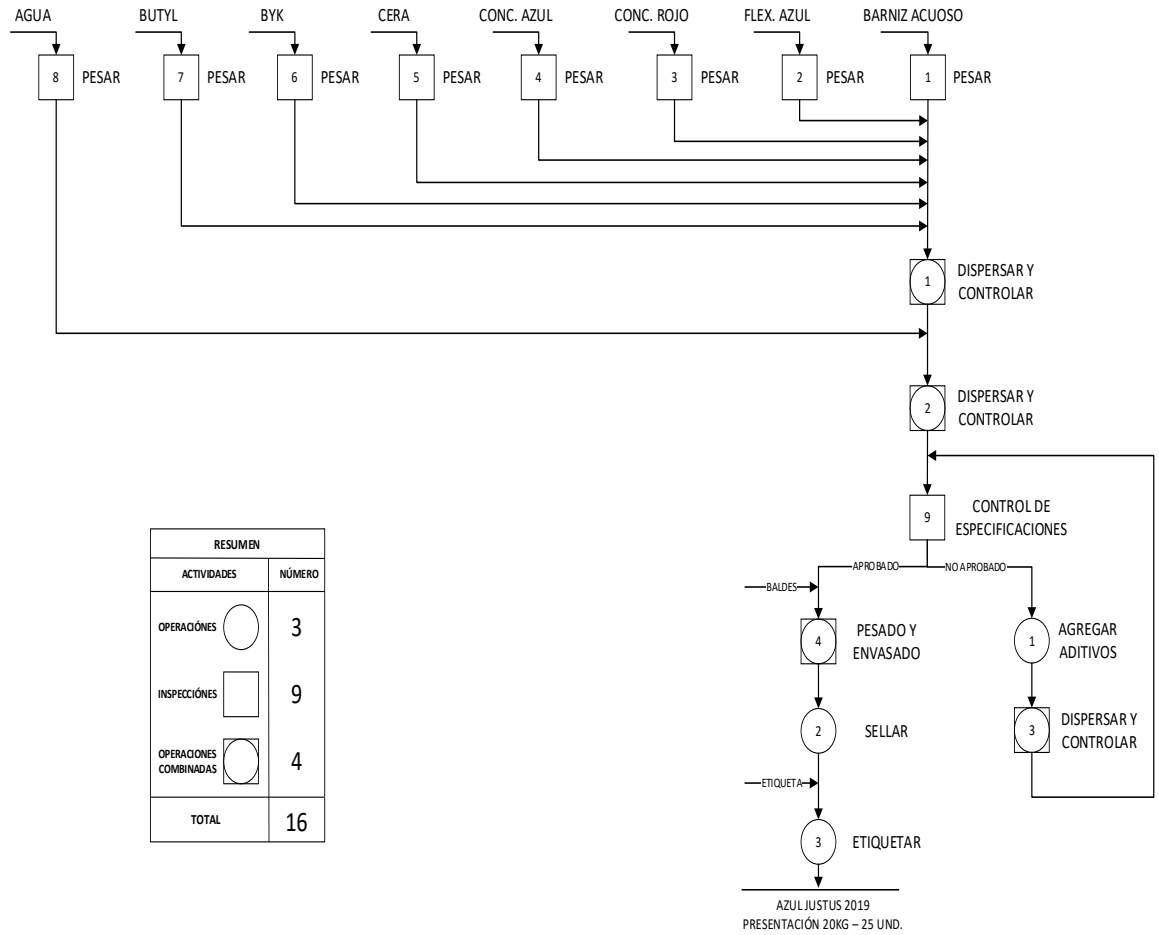 AGUA
BUTYL
BYK
CERA
CONC. AZUL
CONC. ROJO
FLEX. AZUL
BARNIZ ACUOSO
8 PESAR
7 PESAR
6 PESAR
5 PESAR
4 PESAR
3 PESAR
2 PESAR
1 PESAR
1
DISPERSAR Y
CONTROLAR
2
DISPERSAR Y
CONTROLAR
9
CONTROL DE
ESPECIFICACIONES
APROBADO
NO APROBADO
BALDES
4
PESADO Y
ENVASADO
1
AGREGAR
ADITIVOS
2
SELLAR
3
DISPERSAR Y
CONTROLAR
ETIQUETA
3
ETIQUETAR
AZUL JUSTUS 2019
PRESENTACIÓN 20KG – 25 UND.
RESUMEN
ACTIVIDADES NÚMERO
OPERACIÓNES 3
INSPECCIÓNES 9
OPERACIONES
COMBINADAS 4
TOTAL 16